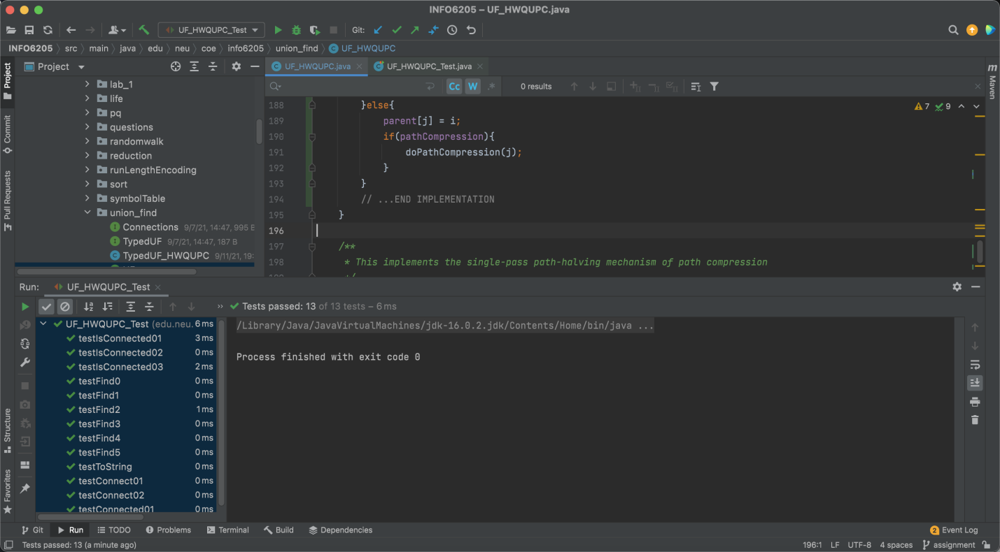 INFO6205 – UF_HWQUPC.java
UF_HWQUPC_Test
Git:
INFO6205 src main java edu neu coe info6205 union_find UF_HWQUPC
Project
UF_HWQUPC.java
UF_HWQUPC_Test.java
Cc W .*
0 results
lab_1
life
pq
questions
randomwalk
reduction
runLengthEncoding
sort
symbolTable
union_find
Connections 9/7/21, 14:47, 995 B
TypedUF 9/7/21, 14:47, 187 B
TypedUF_HWQUPC 9/11/21, 19:
188 }else{
189 parent[j] = i;
190 if(pathCompression){
191 doPathCompression(j);
192 }
193 }
194 // ...END IMPLEMENTATION
195 }
196
197 /**
198 * This implements the single-pass path-halving mechanism of path compression
7 9
Project
Commit
Pull Requests
Structure
Favorites
m Maven
Run: UF_HWQUPC_Test
Tests passed: 13 of 13 tests – 6 ms
UF_HWQUPC_Test (edu.neu. 6 ms
testIsConnected01 3 ms
testIsConnected02 0 ms
testIsConnected03 2 ms
testFind0 0 ms
testFind1 0 ms
testFind2 1 ms
testFind3 0 ms
testFind4 0 ms
testFind5 0 ms
testToString 0 ms
testConnect01 0 ms
testConnect02 0 ms
testConnected01 0 ms
/Library/Java/JavaVirtualMachines/jdk-16.0.2.jdk/Contents/Home/bin/java ...
Process finished with exit code 0
Git Run TODO Problems Terminal Build Dependencies
2 Event Log
Tests passed: 13 (a minute ago)
196:1 LF UTF-8 4 spaces assignment